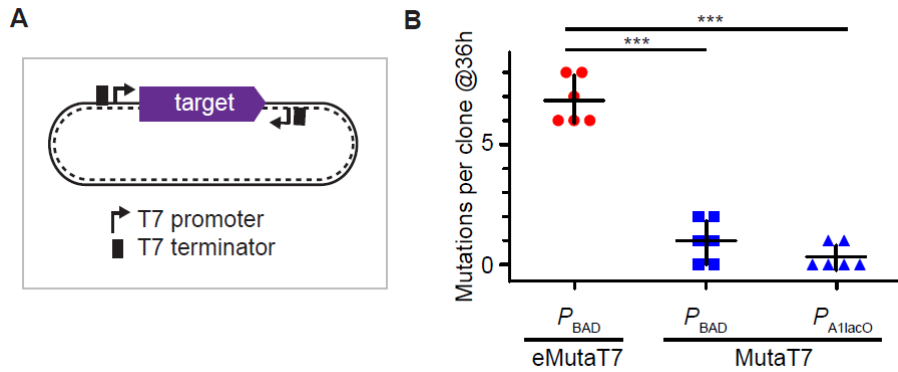 A
target
T7 promoter
T7 terminator
B
***
***
Mutations per clone @36h
5
0
PBAD PBAD PA1lacO
eMutaT7 MutaT7